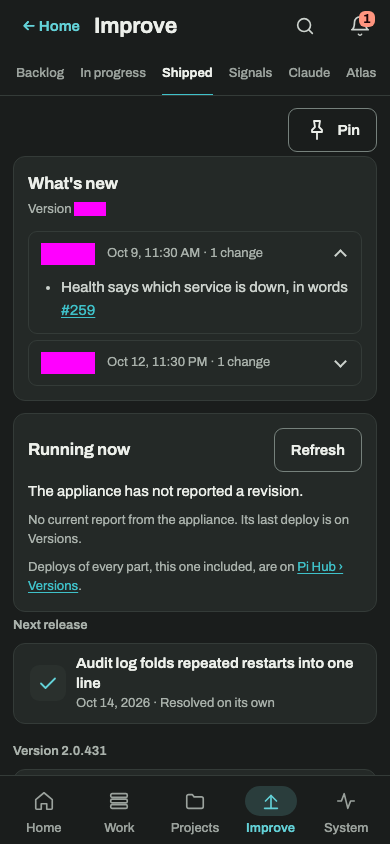 ← Home Improve 1
Backlog In progress Shipped Signals Claude Atlas
Pin
What's new
Version
Oct 9, 11:30 AM · 1 change
• Health says which service is down, in words
#259
Oct 12, 11:30 PM · 1 change
Running now Refresh
The appliance has not reported a revision.
No current report from the appliance. Its last deploy is on
Versions.
Deploys of every part, this one included, are on Pi Hub ›
Versions.
Next release
Audit log folds repeated restarts into one
line
Oct 14, 2026 · Resolved on its own
Version 2.0.431
Home Work Projects Improve System